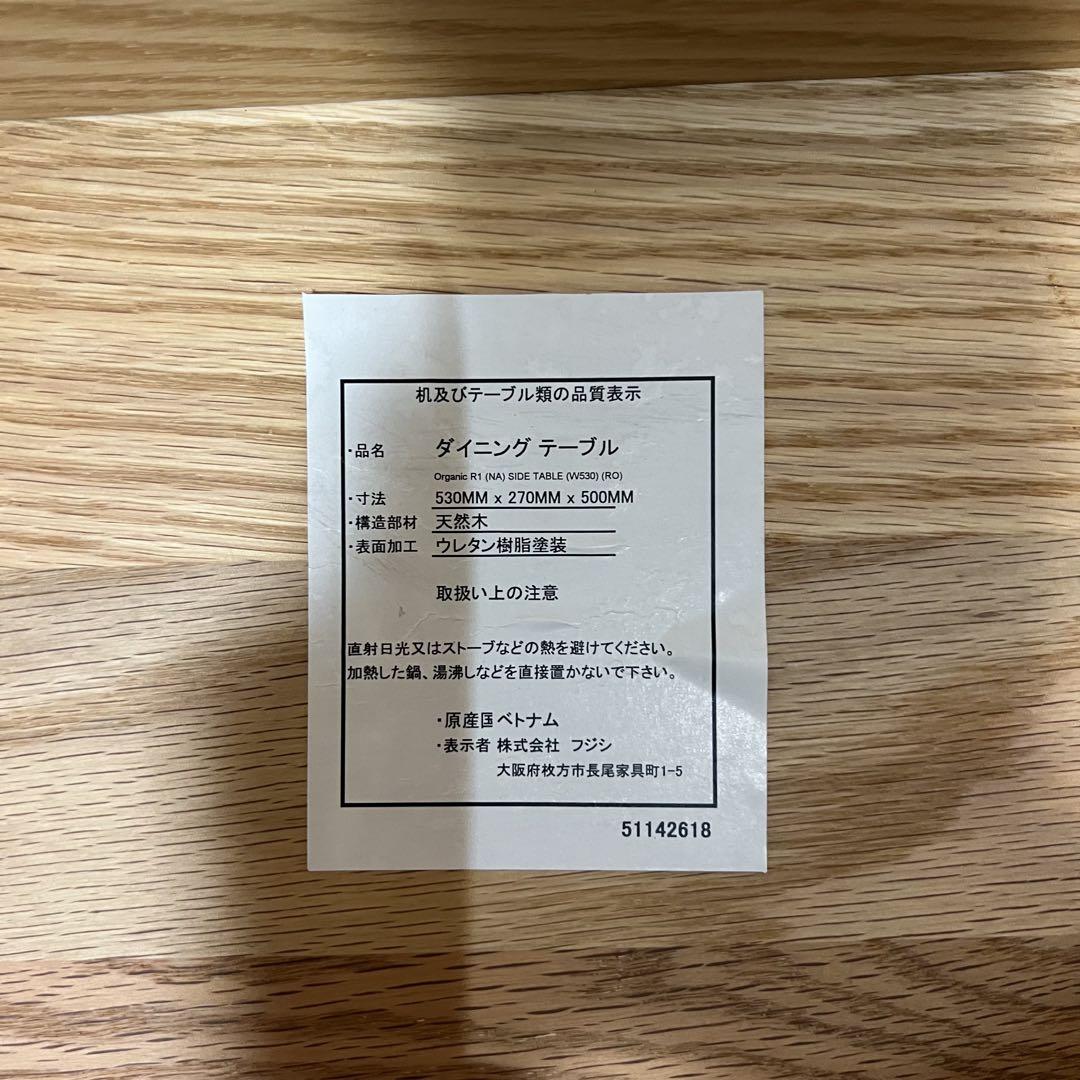 机及びテーブル類の品質表示
・品名 ダイニング テーブル
Organic R1 (NA) SIDE TABLE (W530) (RO)
・寸法 530MM x 270MM x 500MM
・構造部材 天然木
・表面加工 ウレタン樹脂塗装
取扱い上の注意
直射日光又はストーブなどの熱を避けてください。
加熱した鍋、湯沸しなどを直接置かないで下さい。
・原産国 ベトナム
・表示者 株式会社 フジシ
大阪府枚方市長尾家具町1-5
51142618